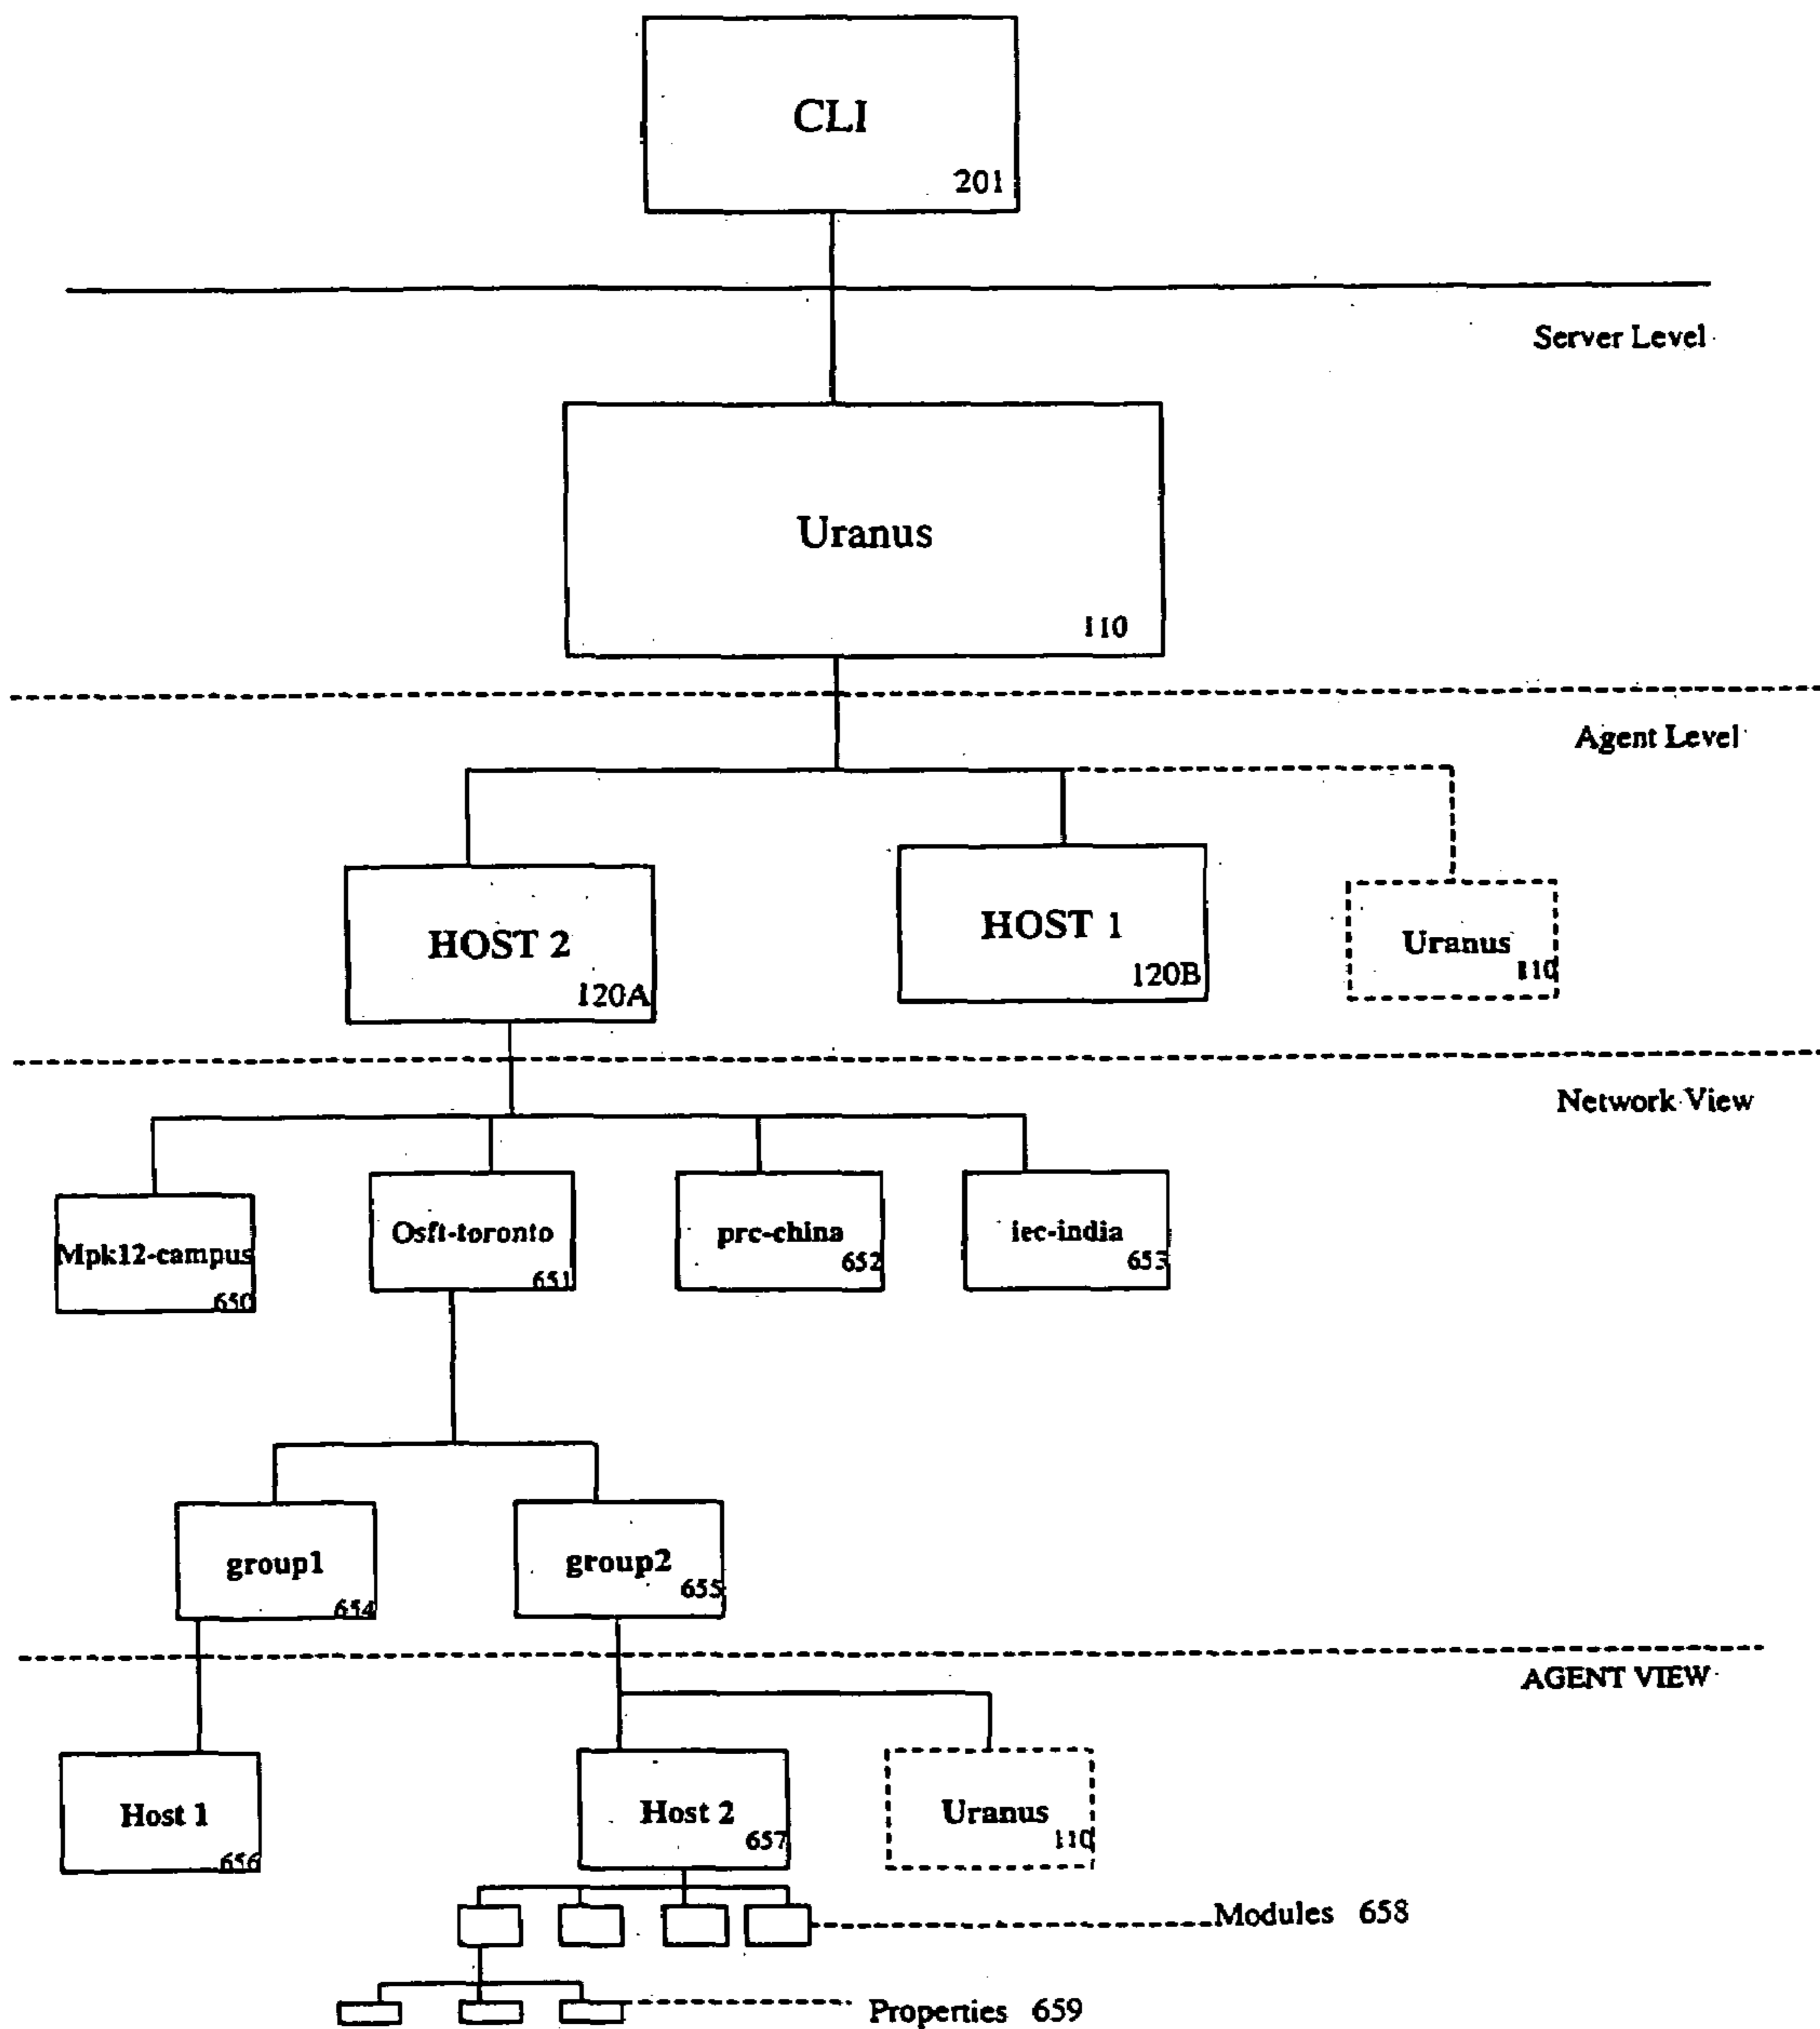 CLI
201
Server Level
Uranus
110
Agent Level
HOST 2
120A
HOST 1
120B
Uranus
110
Network View
Mpk12-campus
650
Osft-toronto
651
prc-china
652
iec-india
653
group1
654
group2
655
AGENT VIEW
Host 1
656
Host 2
657
Uranus
110
Modules 658
Properties 659